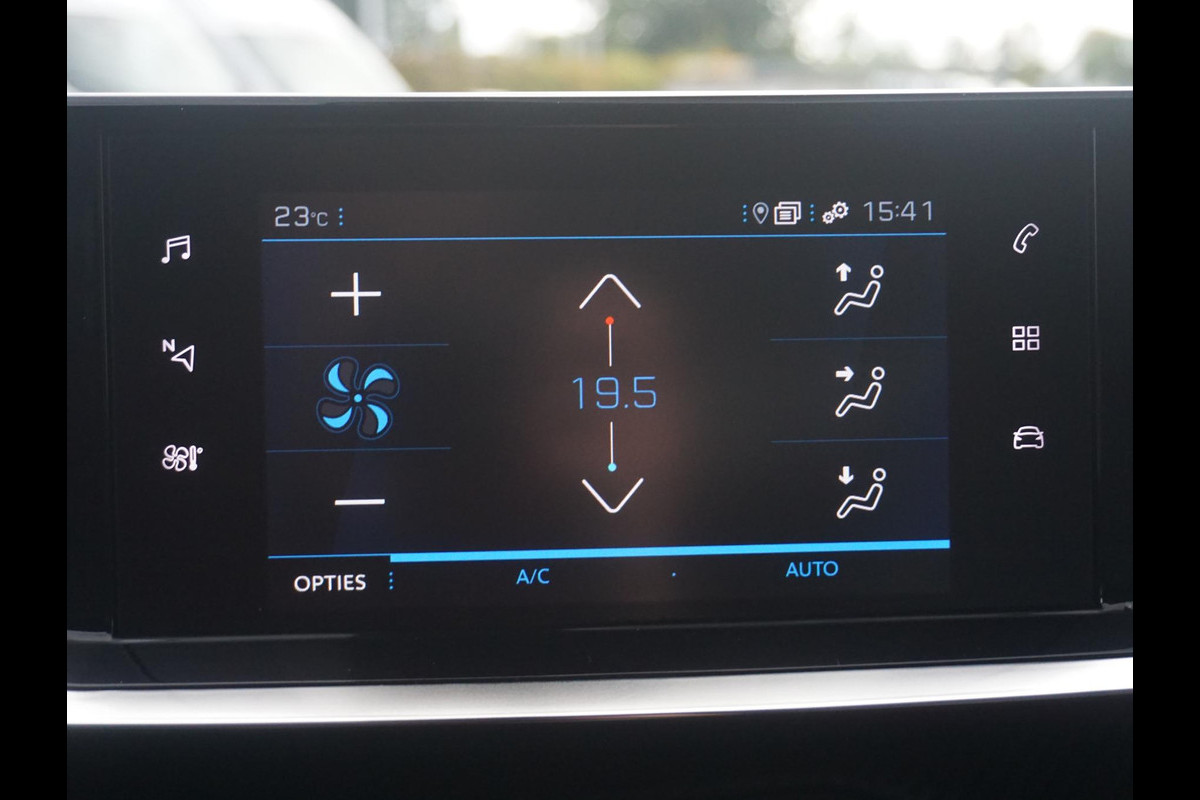 23°C
15:41
N
19.5
OPTIES
A/C
AUTO